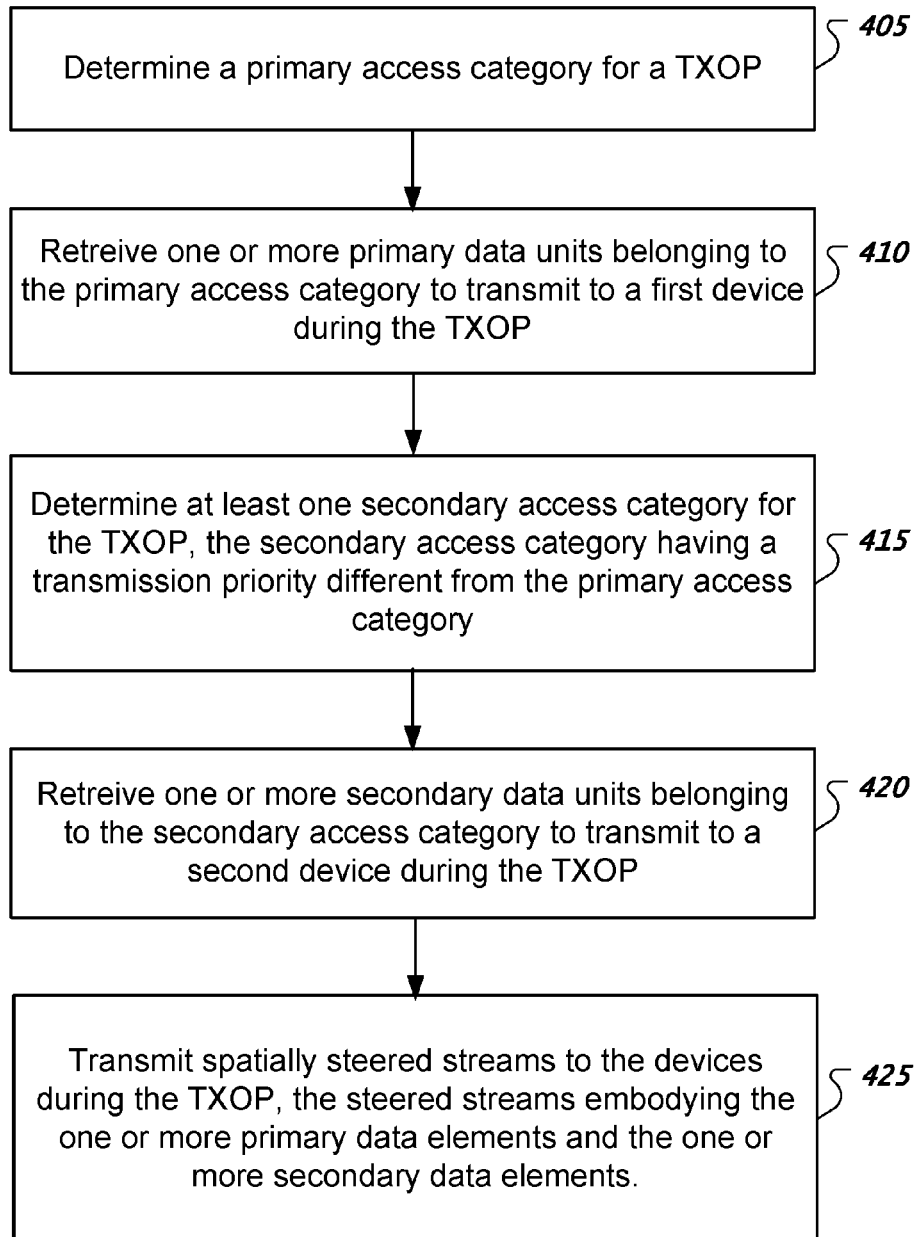 Determine a primary access category for a TXOP
405
Retreive one or more primary data units belonging to
the primary access category to transmit to a first device
during the TXOP
410
Determine at least one secondary access category for
the TXOP, the secondary access category having a
transmission priority different from the primary access
category
415
Retreive one or more secondary data units belonging
to the secondary access category to transmit to a
second device during the TXOP
420
Transmit spatially steered streams to the devices
during the TXOP, the steered streams embodying the
one or more primary data elements and the one or
more secondary data elements.
425